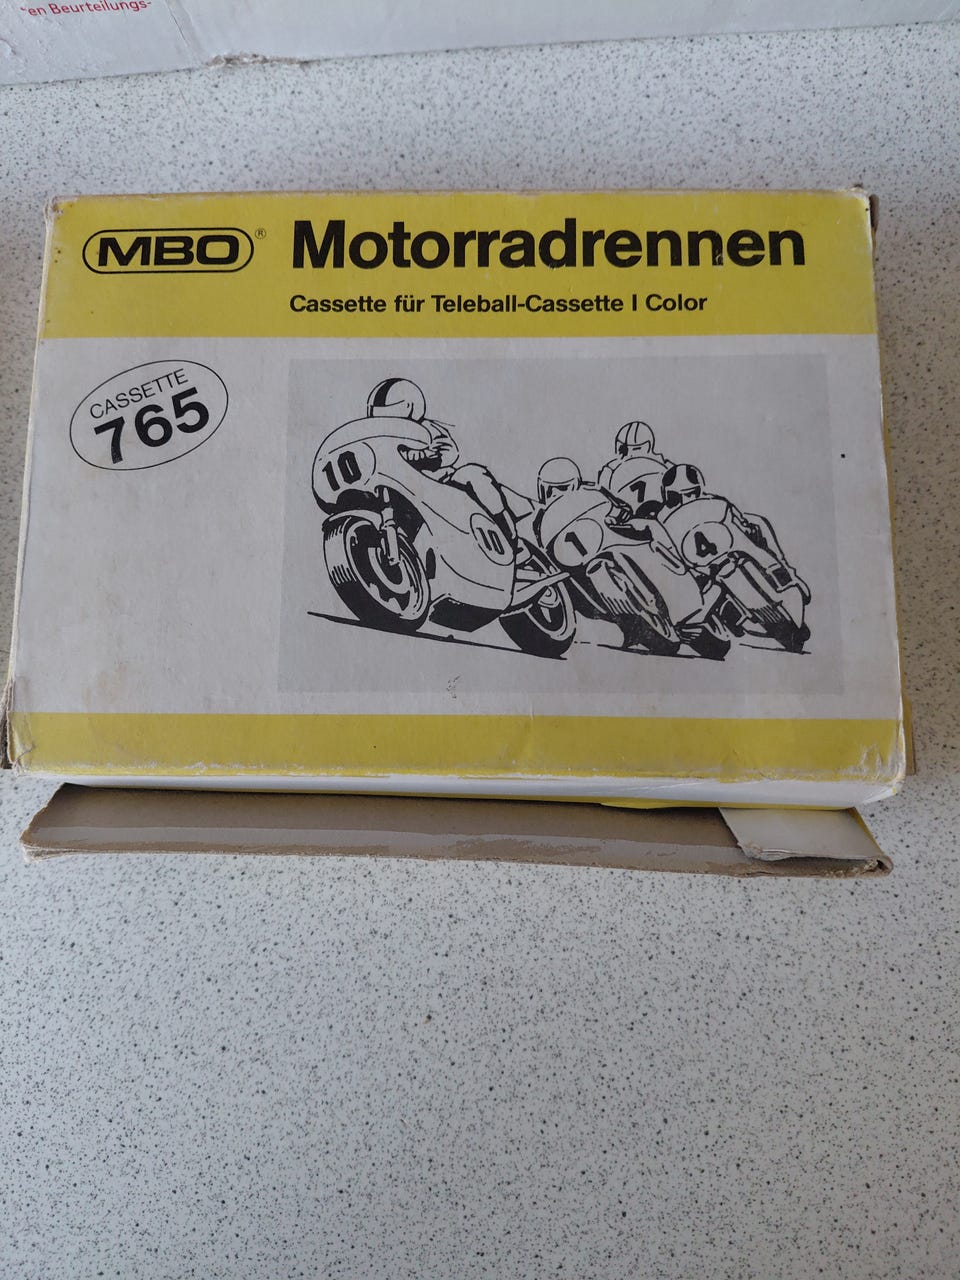 -en Beurteilungs-
MBO ®
Motorradrennen
Cassette für Teleball-Cassette I Color
CASSETTE
765
10
10
1
7
4